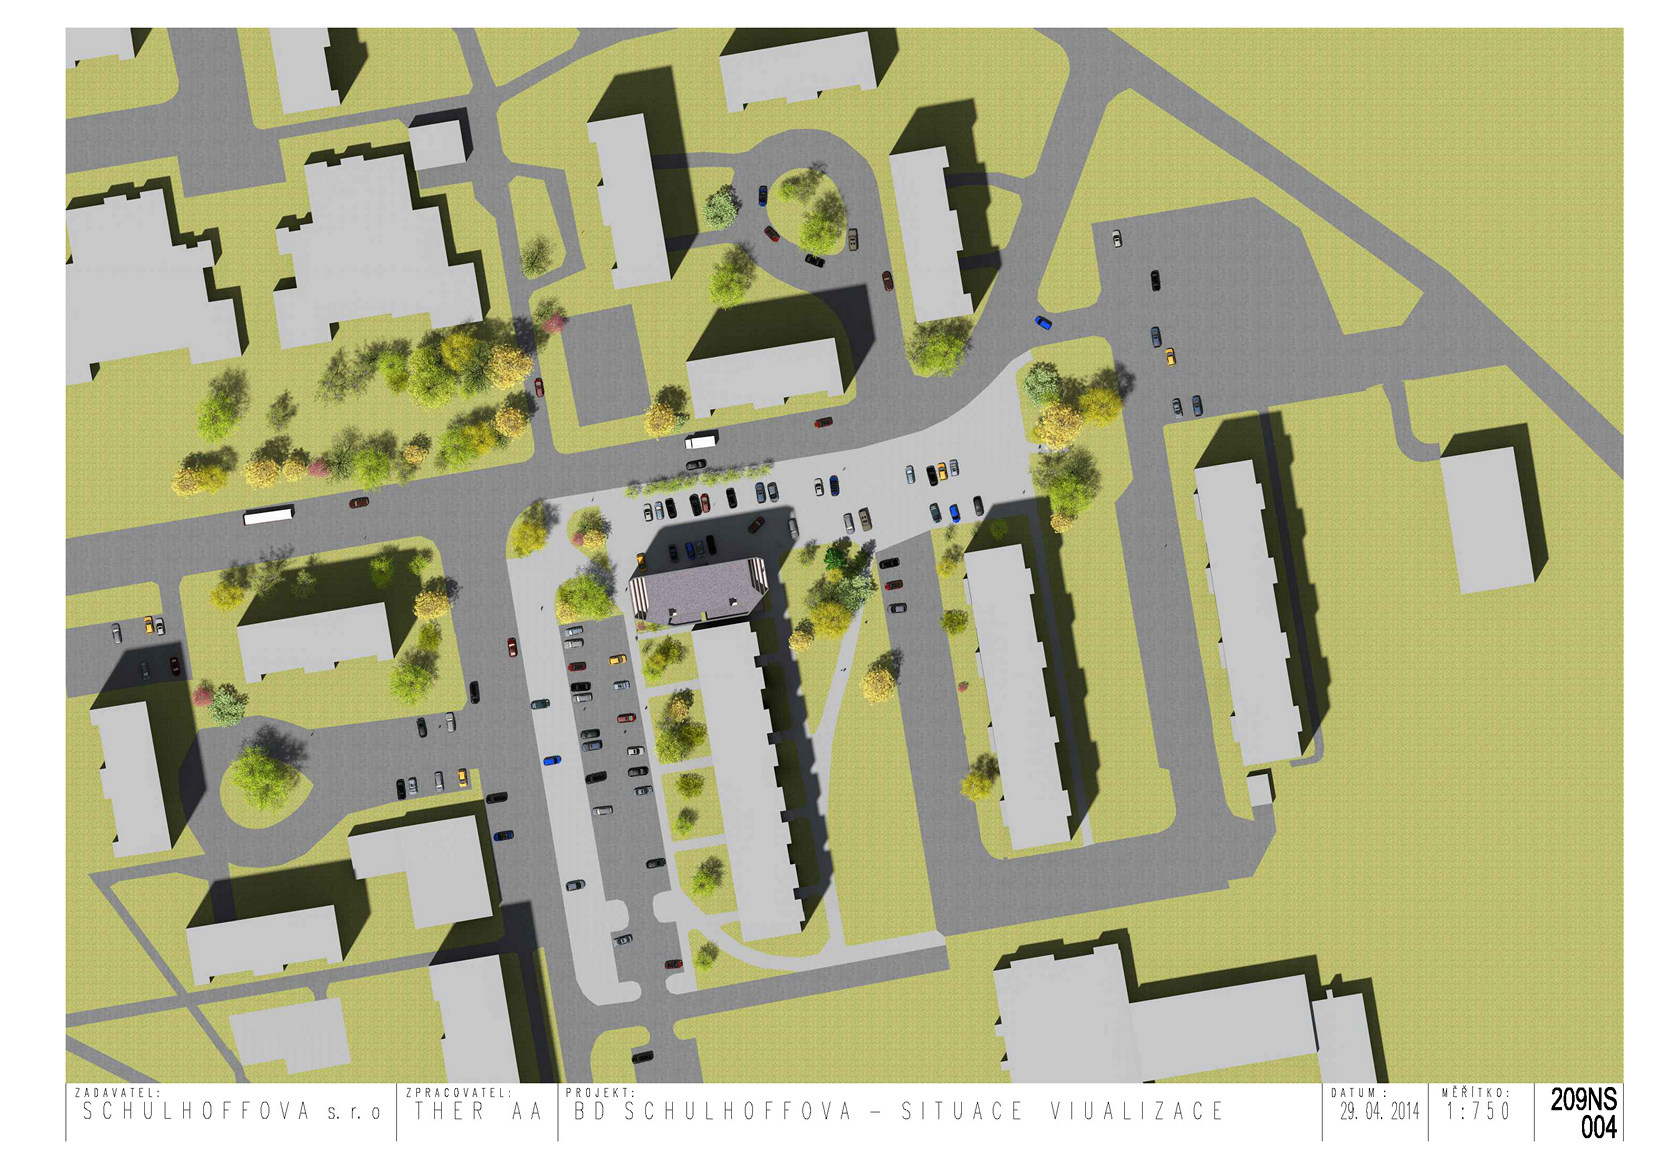 ZADAVATEL:
SCHULHOFFOVA s.r.o
ZPRACOVATEL:
THER AA
PROJEKT:
BD SCHULHOFFOVA – SITUACE VIUALIZACE
DATUM :
29. 04. 2014
MĚŘÍTKO:
1:750
209NS
004